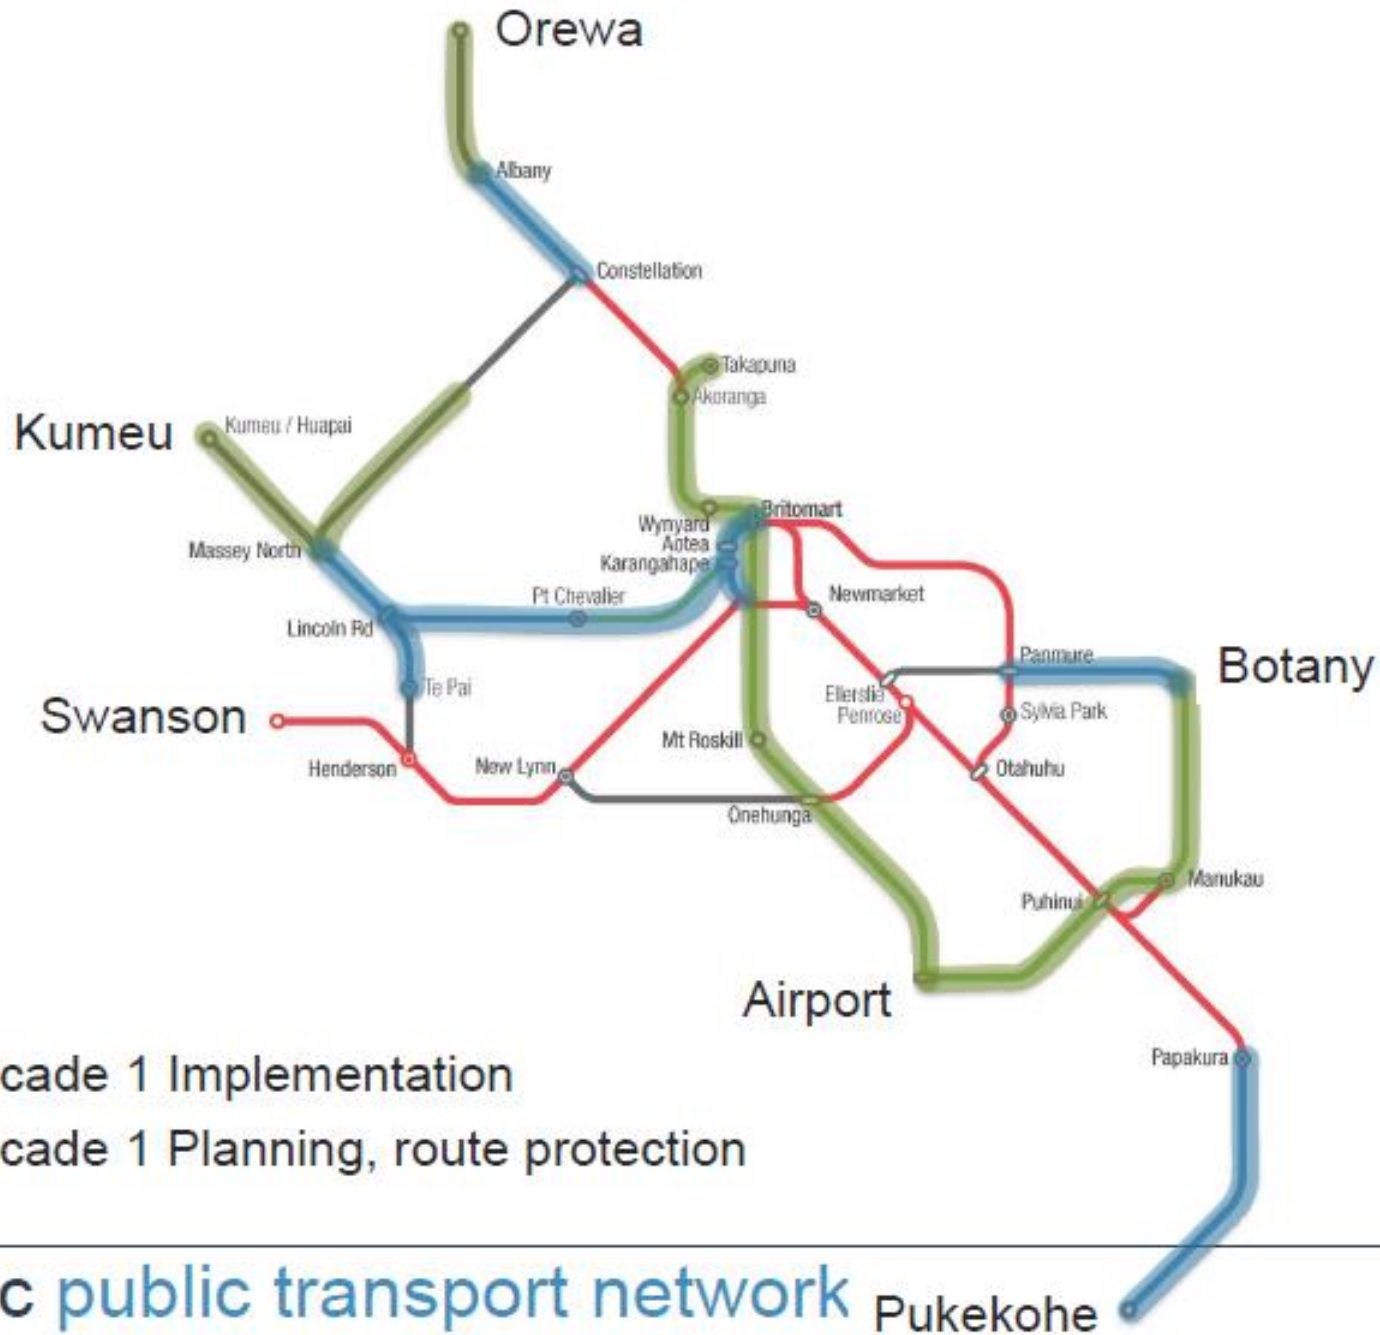 Orewa
Albany
Constellation
Takapuna
Akoranga
Kumeu
Kumeu / Huapai
Wynyard
Britomart
Aotea
Massey North
Karangahape
Pt Chevalier
Newmarket
Lincoln Rd
Panmure
Botany
Te Pai
Ellerslie
Penrose
Sylvia Park
Swanson
Mt Roskill
Henderson
New Lynn
Otahuhu
Onehunga
Manukau
Puhinui
Airport
Papakura
cade 1 Implementation
cade 1 Planning, route protection
c public transport network
Pukekohe